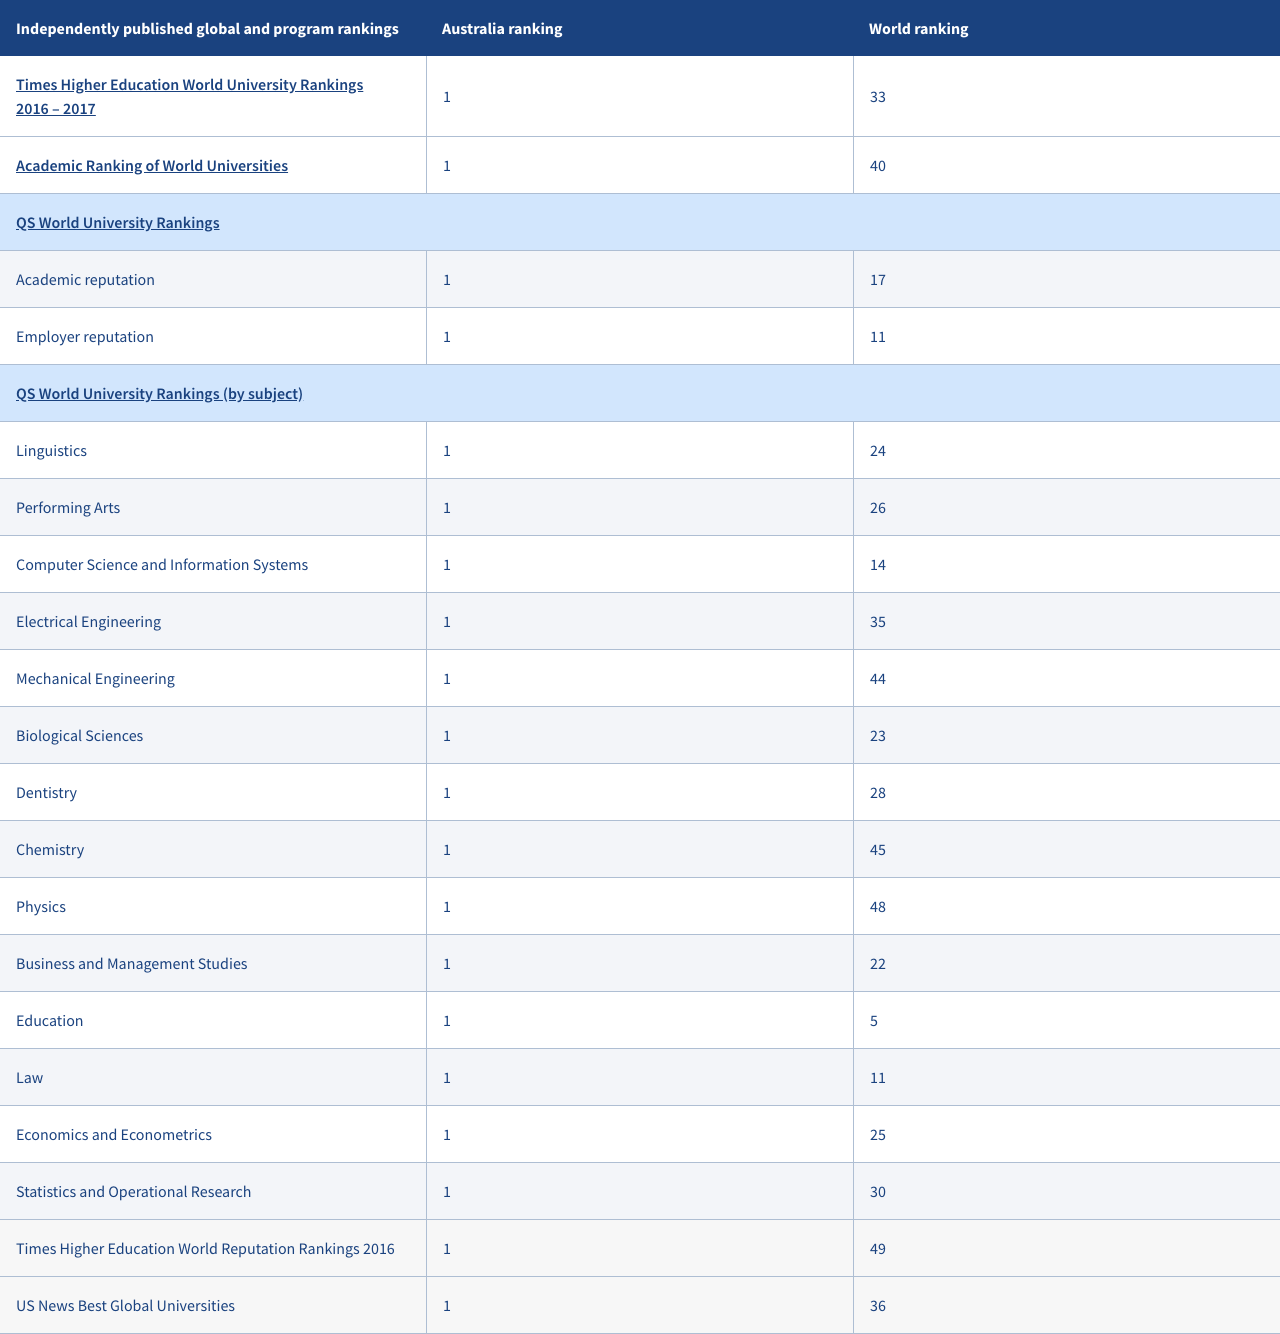 Independently published global and program rankings Australia ranking World ranking
Times Higher Education World University Rankings
2016 – 2017 1 33
Academic Ranking of World Universities 1 40
QS World University Rankings
Academic reputation 1 17
Employer reputation 1 11
QS World University Rankings (by subject)
Linguistics 1 24
Performing Arts 1 26
Computer Science and Information Systems 1 14
Electrical Engineering 1 35
Mechanical Engineering 1 44
Biological Sciences 1 23
Dentistry 1 28
Chemistry 1 45
Physics 1 48
Business and Management Studies 1 22
Education 1 5
Law 1 11
Economics and Econometrics 1 25
Statistics and Operational Research 1 30
Times Higher Education World Reputation Rankings 2016 1 49
US News Best Global Universities 1 36